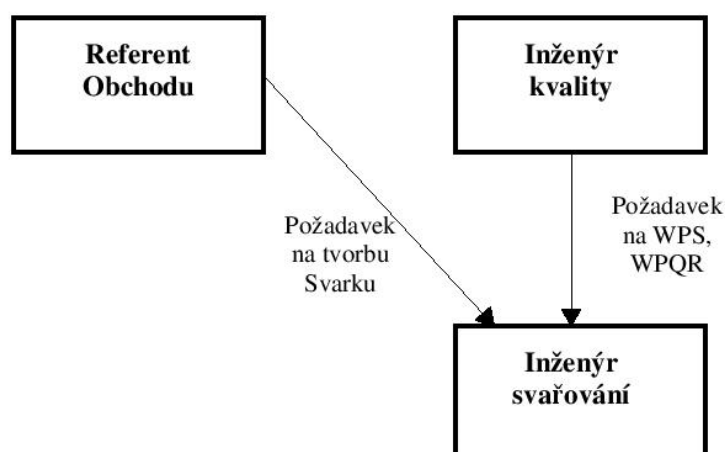 Referent
Obchodu
Inženýr
kvality
Požadavek
na tvorbu
Svarku
Požadavek
na WPS,
WPQR
Inženýr
svařování